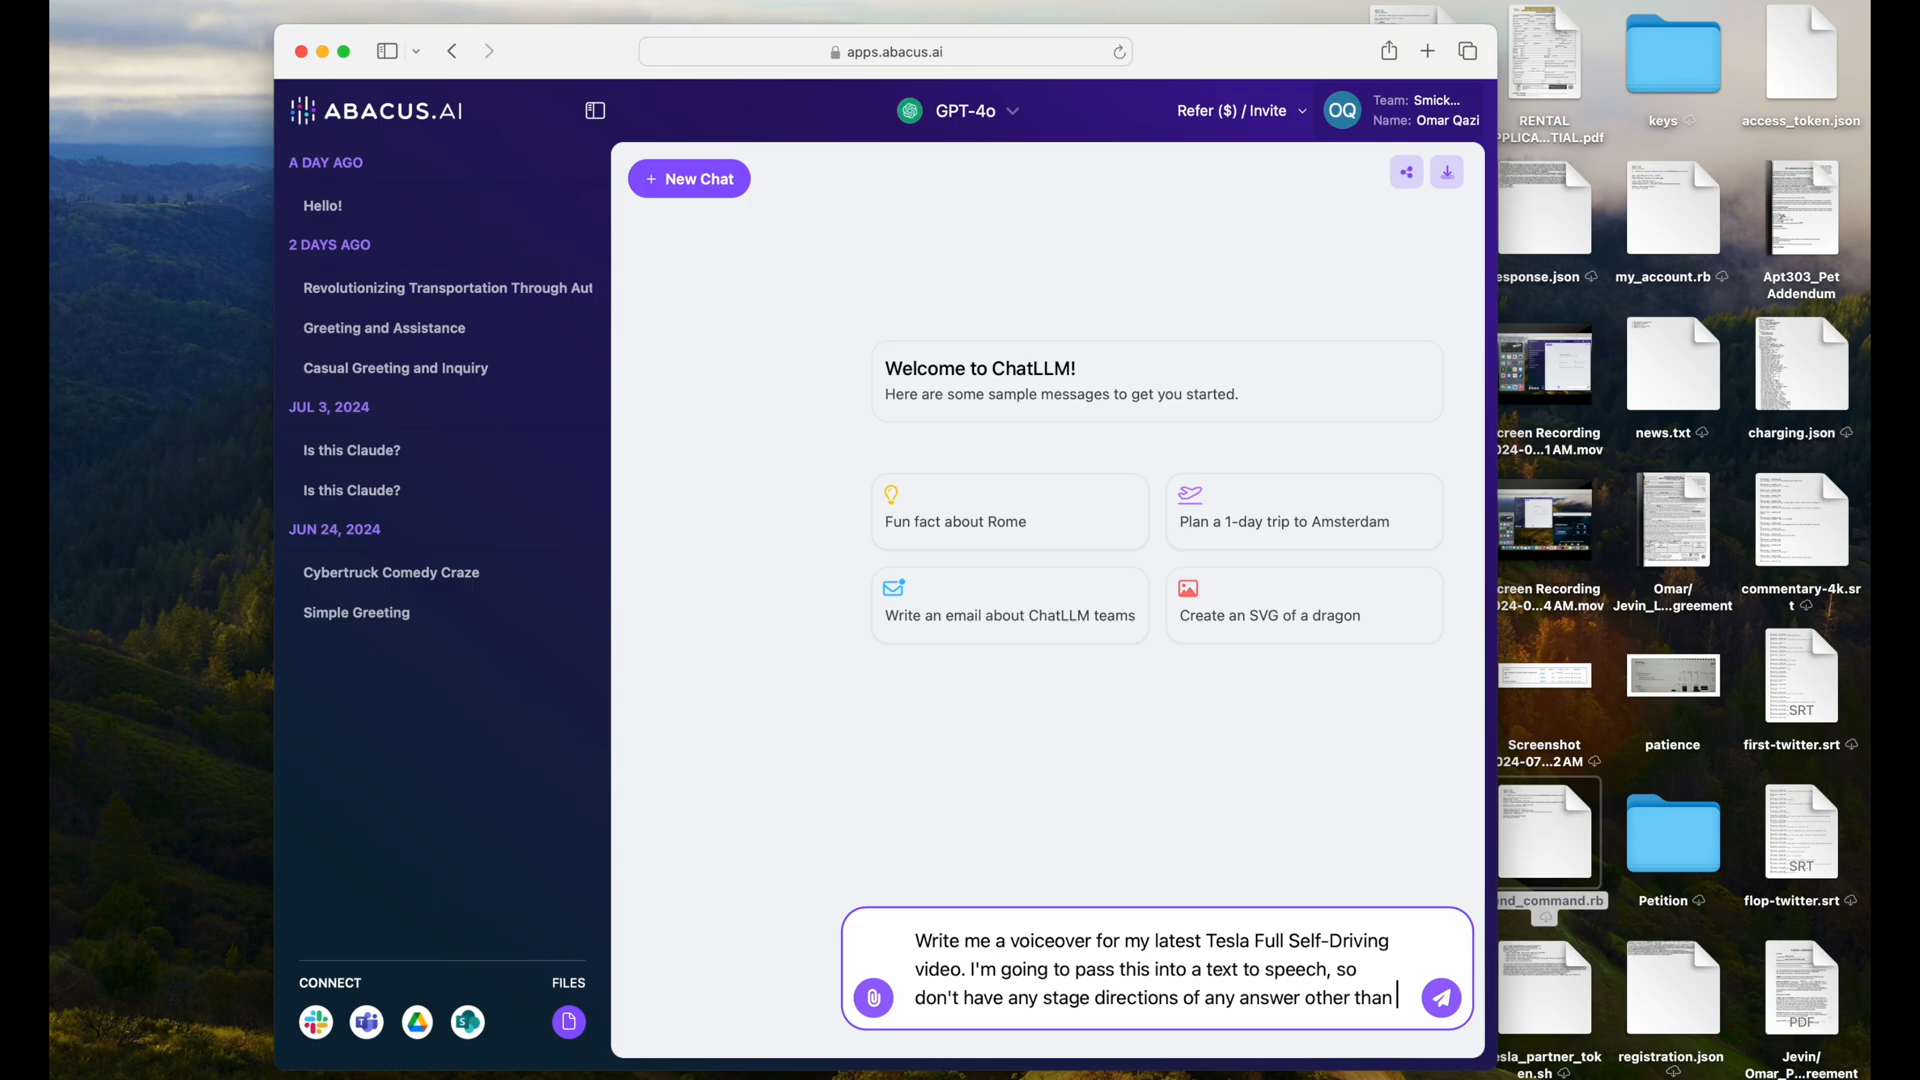 apps.abacus.ai
ABACUS.AI
GPT-4o
Refer ($) / Invite
OQ
Team: Smick...
Name: Omar Qazi
A DAY AGO
Hello!
2 DAYS AGO
Revolutionizing Transportation Through Aut
Greeting and Assistance
Casual Greeting and Inquiry
JUL 3, 2024
Is this Claude?
Is this Claude?
JUN 24, 2024
Cybertruck Comedy Craze
Simple Greeting
CONNECT
FILES
+ New Chat
Welcome to ChatLLM!
Here are some sample messages to get you started.
Fun fact about Rome
Plan a 1-day trip to Amsterdam
Write an email about ChatLLM teams
Create an SVG of a dragon
Write me a voiceover for my latest Tesla Full Self-Driving
video. I'm going to pass this into a text to speech, so
don't have any stage directions of any answer other than
RENTAL
PPLICA...TIAL.pdf
keys
access_token.json
esponse.json
my_account.rb
Apt303_Pet
Addendum
creen Recording
024-0...1AM.mov
news.txt
charging.json
creen Recording
024-0...4 AM.mov
Omar/
Jevin_L...greement
commentary-4k.sr
t
Screenshot
024-07...2 AM
patience
SRT
first-twitter.srt
end_command.rb
Petition
SRT
flop-twitter.srt
esla_partner_tok
en.sh
registration.json
PDF
Jevin/
Omar_P...reement